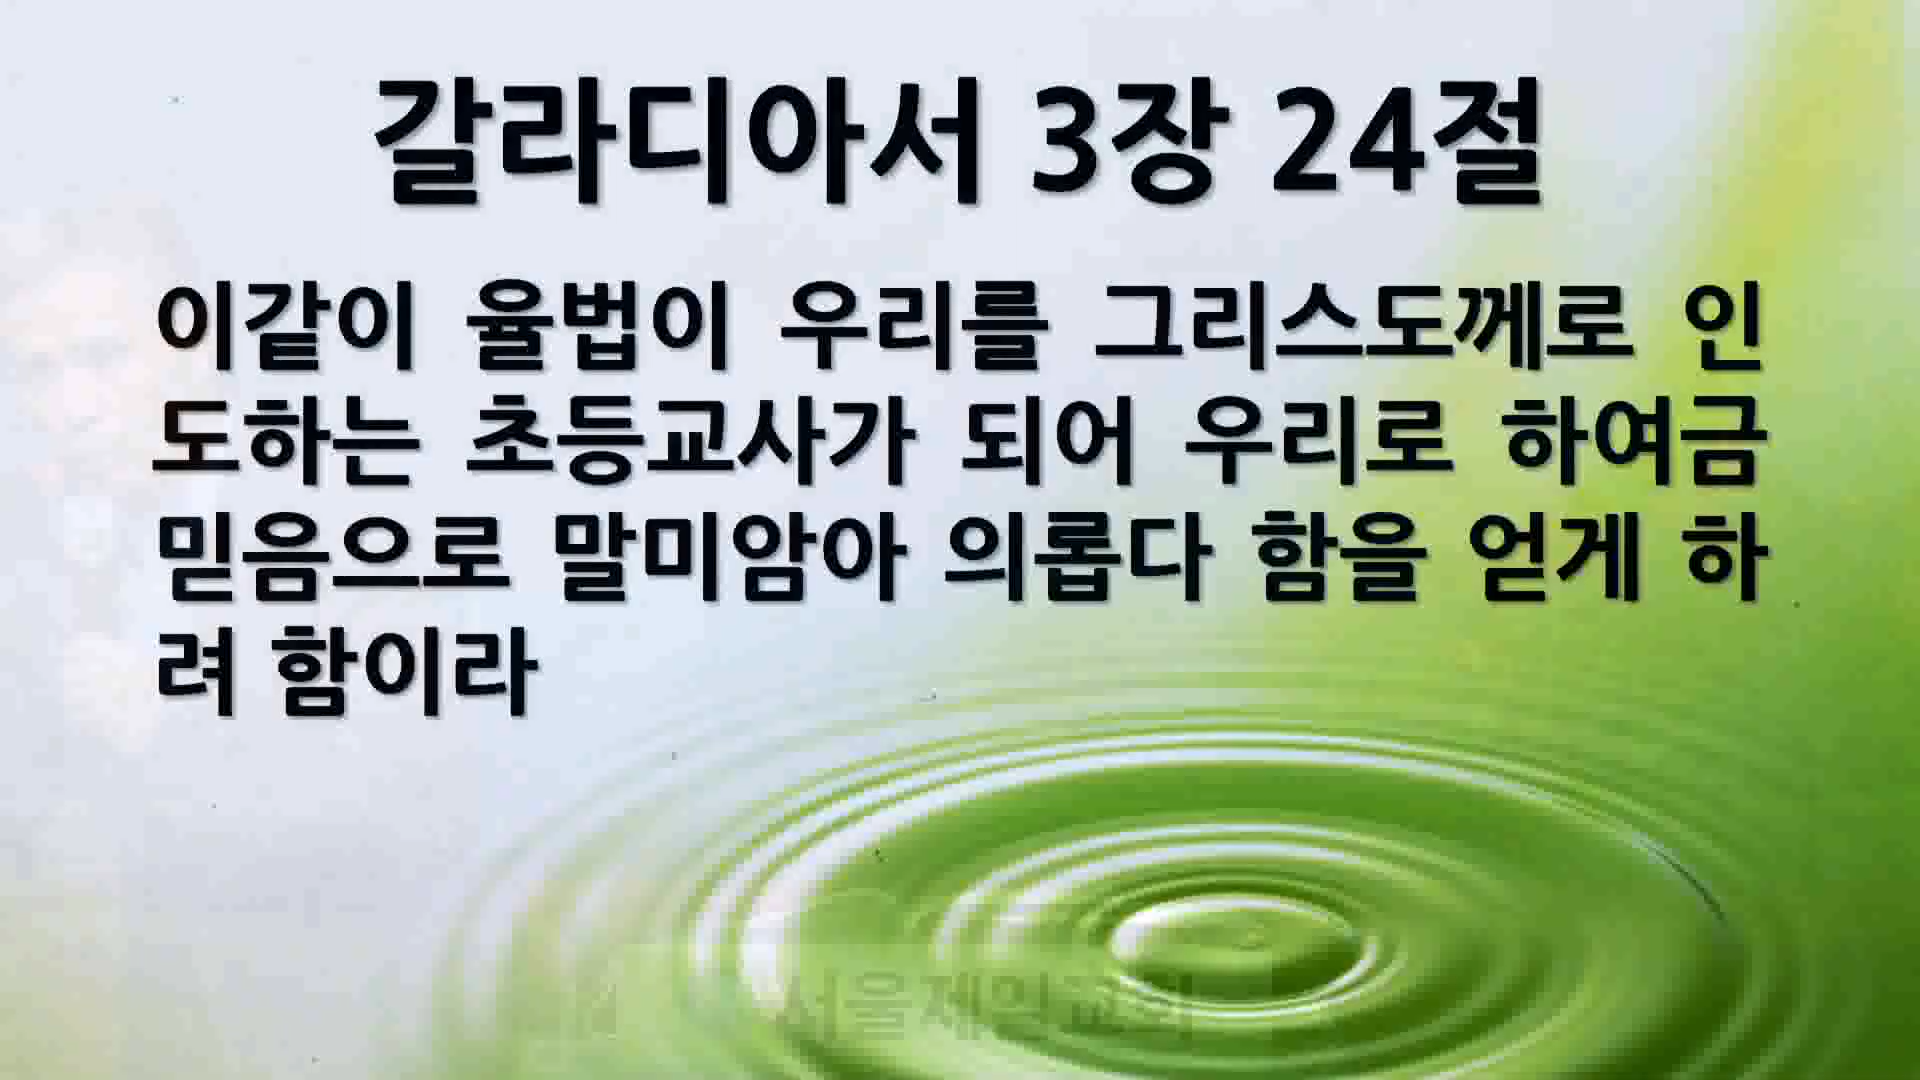 갈라디아서 3장 24절
이같이 율법이 우리를 그리스도께로 인
도하는 초등교사가 되어 우리로 하여금
믿음으로 말미암아 의롭다 함을 얻게 하
려 함이라
서울제일교회